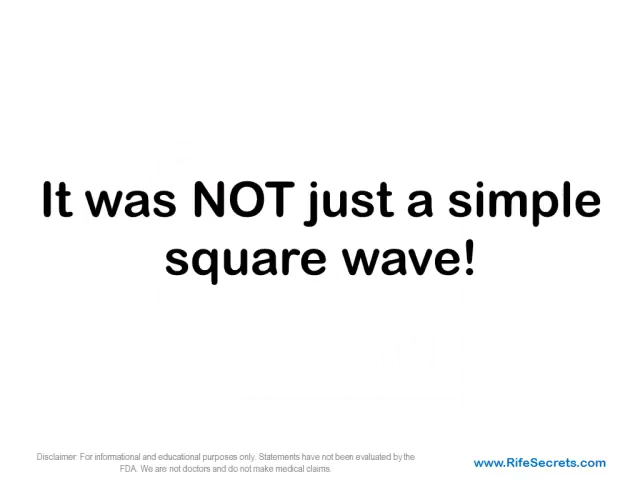 It was NOT just a simple
square wave!
Disclaimer: For informational and educational purposes only. Statements have not been evaluated by the
FDA. We are not doctors and do not make medical claims.
www.RifeSecrets.com